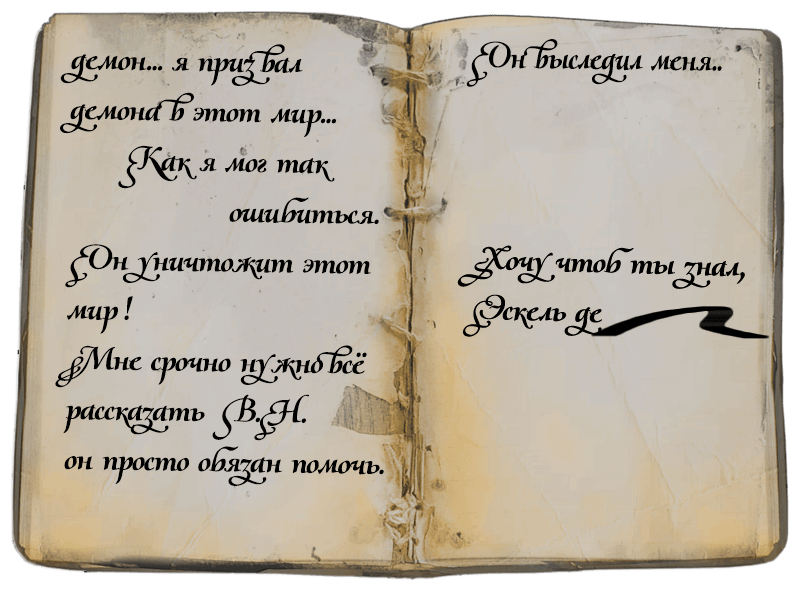 демон... я призвал
демона в этот мир...
Как я мог так
ошибиться.
Он уничтожит этот
мир!
Мне срочно нужно всё
рассказать В.Н.
он просто обязан помочь.
Он выследил меня..
Хочу чтоб ты знал,
Эскель де